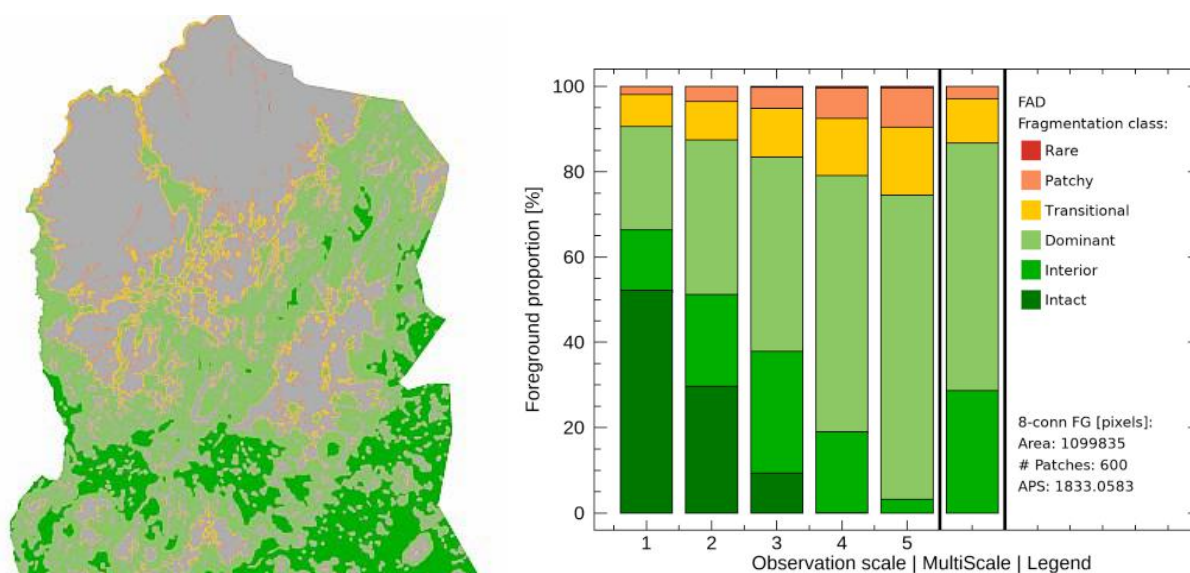 100
80
60
40
20
0
Foreground proportion [%]
1 2 3 4 5
Observation scale | MultiScale | Legend
FAD
Fragmentation class:
Rare
Patchy
Transitional
Dominant
Interior
Intact
8-conn FG [pixels]:
Area: 1099835
# Patches: 600
APS: 1833.0583